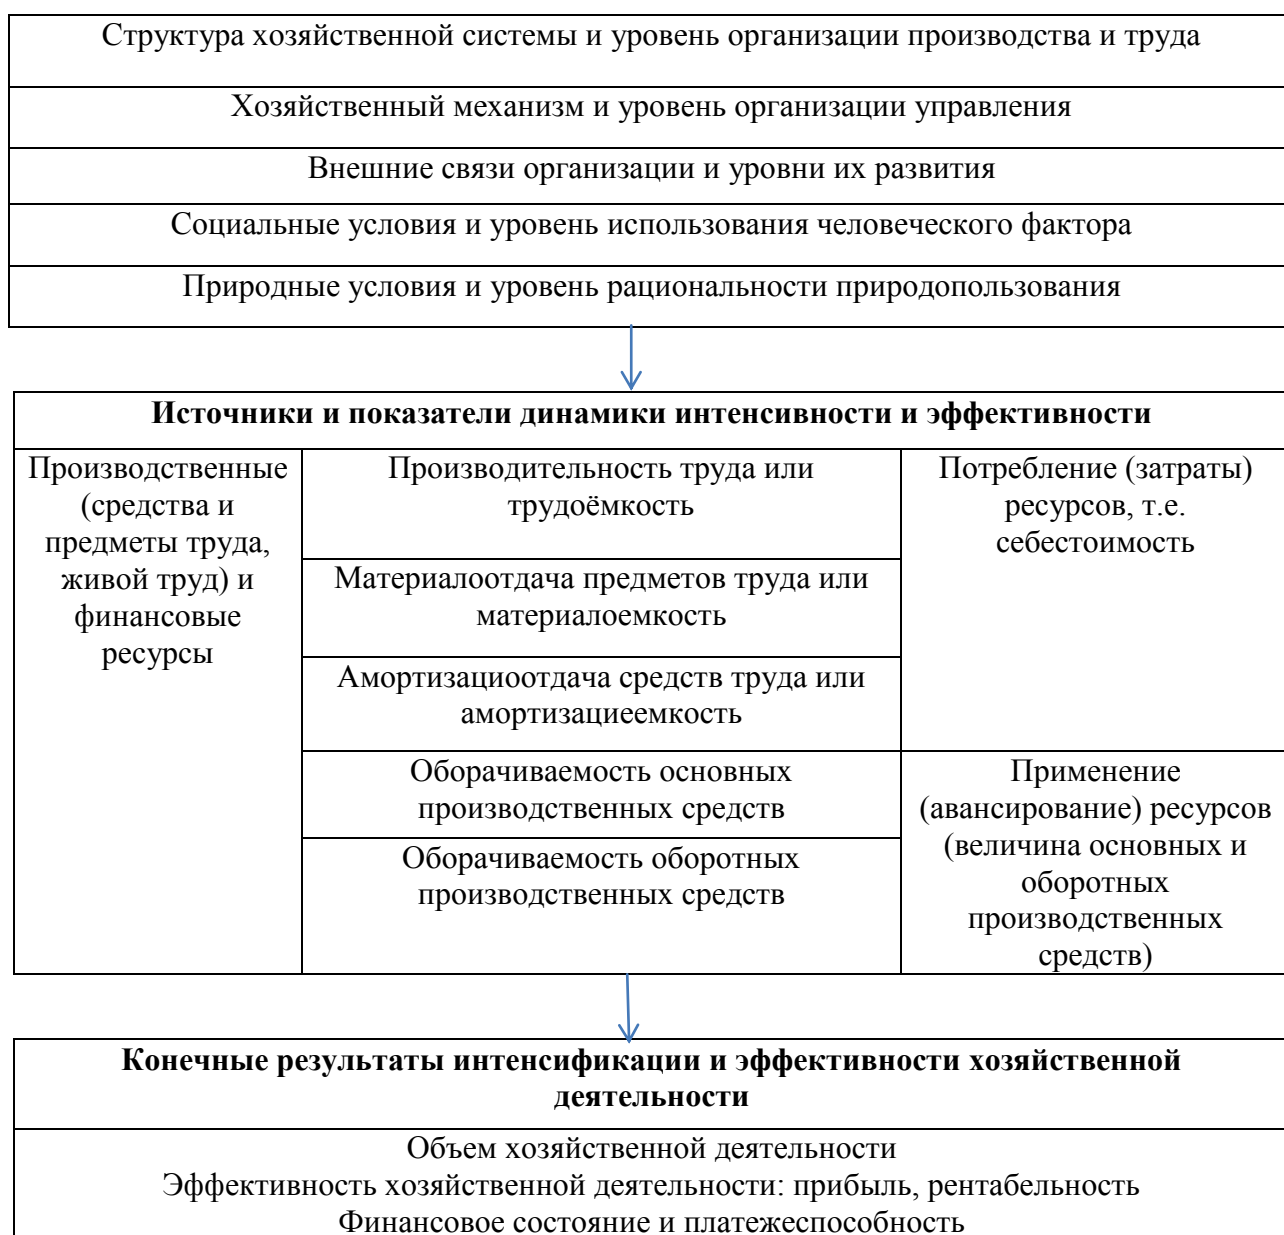 Структура хозяйственной системы и уровень организации производства и труда
Хозяйственный механизм и уровень организации управления
Внешние связи организации и уровни их развития
Социальные условия и уровень использования человеческого фактора
Природные условия и уровень рациональности природопользования
Источники и показатели динамики интенсивности и эффективности
Производственные
(средства и
предметы труда,
живой труд) и
финансовые
ресурсы
Производительность труда или
трудоёмкость
Материалоотдача предметов труда или
материалоемкость
Амортизациоотдача средств труда или
амортизациеемкость
Оборачиваемость основных
производственных средств
Оборачиваемость оборотных
производственных средств
Потребление (затраты)
ресурсов, т.е.
себестоимость
Применение
(авансирование) ресурсов
(величина основных и
оборотных
производственных
средств)
Конечные результаты интенсификации и эффективности хозяйственной
деятельности
Объем хозяйственной деятельности
Эффективность хозяйственной деятельности: прибыль, рентабельность
Финансовое состояние и платежеспособность